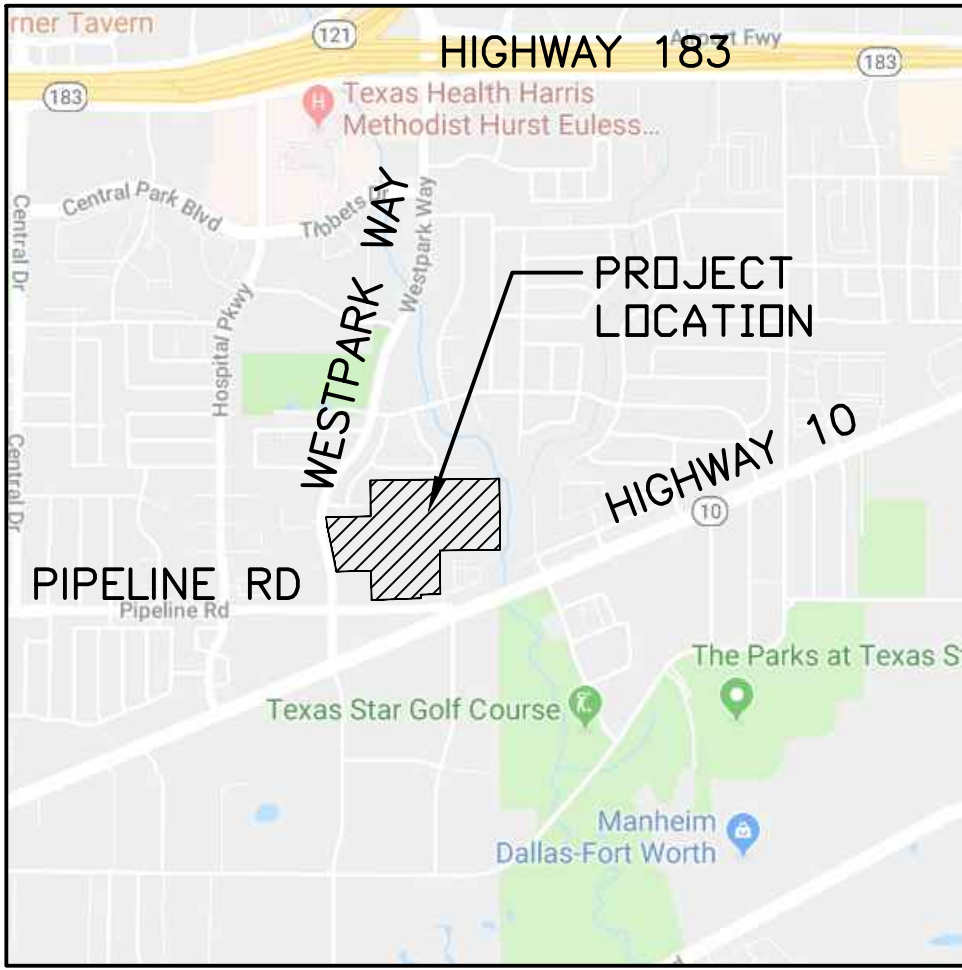 rner Tavern
121
HIGHWAY 183
Airport Fwy
183
183
Texas Health Harris
Methodist Hurst Euless...
Central Park Blvd
Tibbets Dr
WESTPARK WAY
Westpark Way
Central Dr
Hospital Pkwy
PROJECT
LOCATION
HIGHWAY 10
10
Central Dr
PIPELINE RD
Pipeline Rd
The Parks at Texas St
Texas Star Golf Course
Manheim
Dallas-Fort Worth